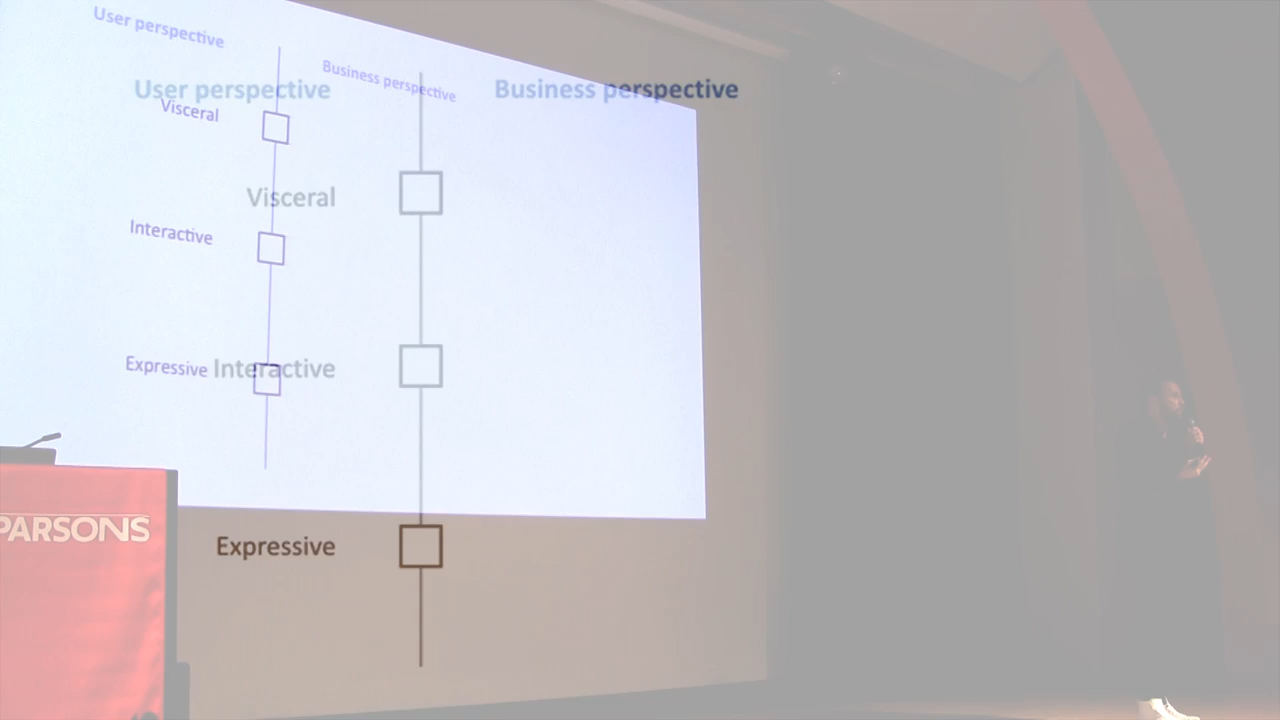 User perspective
Business perspective
User perspective
Business perspective
Visceral
Visceral
Interactive
Expressive
Interactive
PARSONS
Expressive